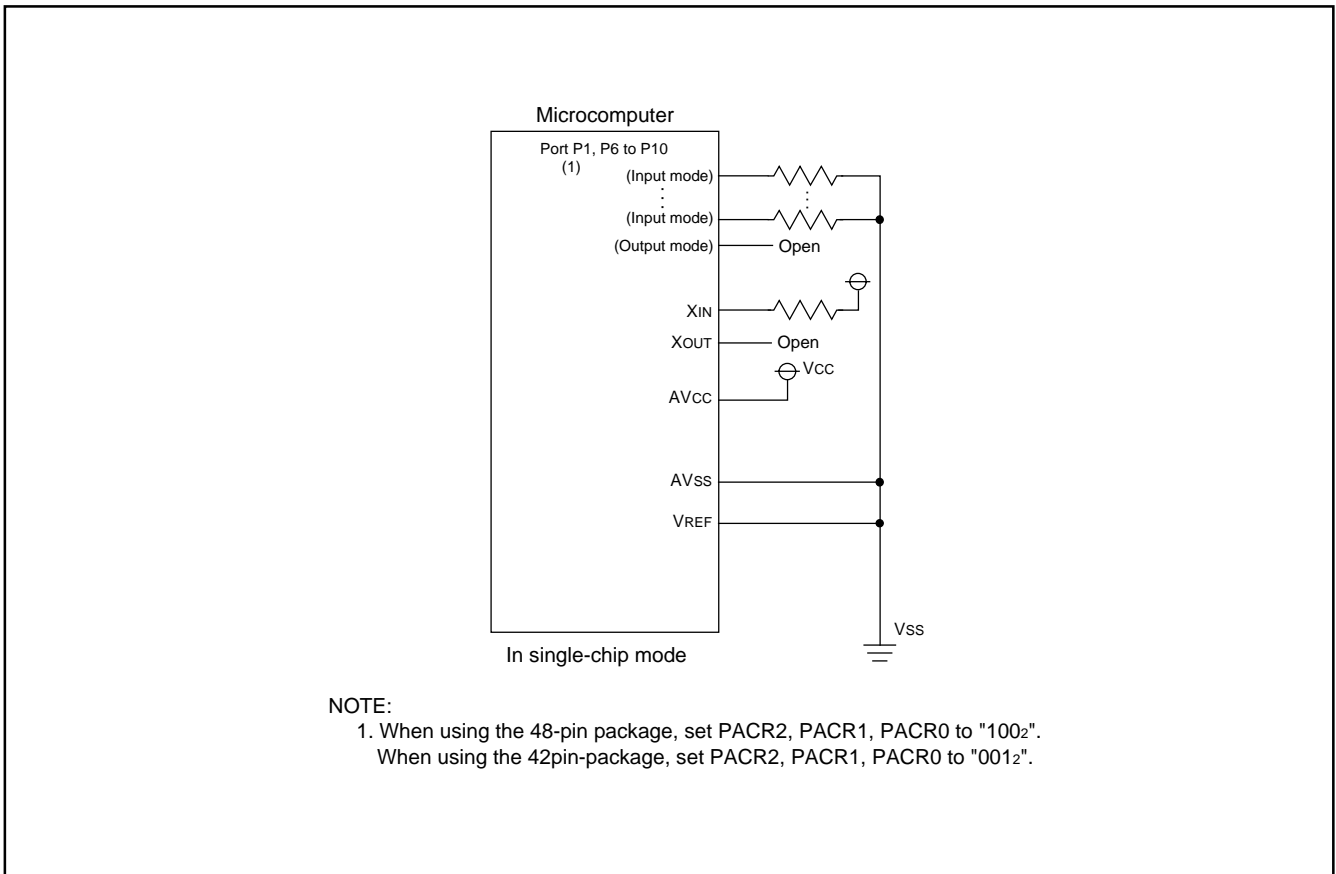 Microcomputer
Port P1, P6 to P10
(1)
(Input mode)
(Input mode)
(Output mode)
Open
XIN
XOUT
Open
VCC
AVCC
AVSS
VREF
VSS
In single-chip mode
NOTE:
1. When using the 48-pin package, set PACR2, PACR1, PACR0 to "1002".
When using the 42pin-package, set PACR2, PACR1, PACR0 to "0012".